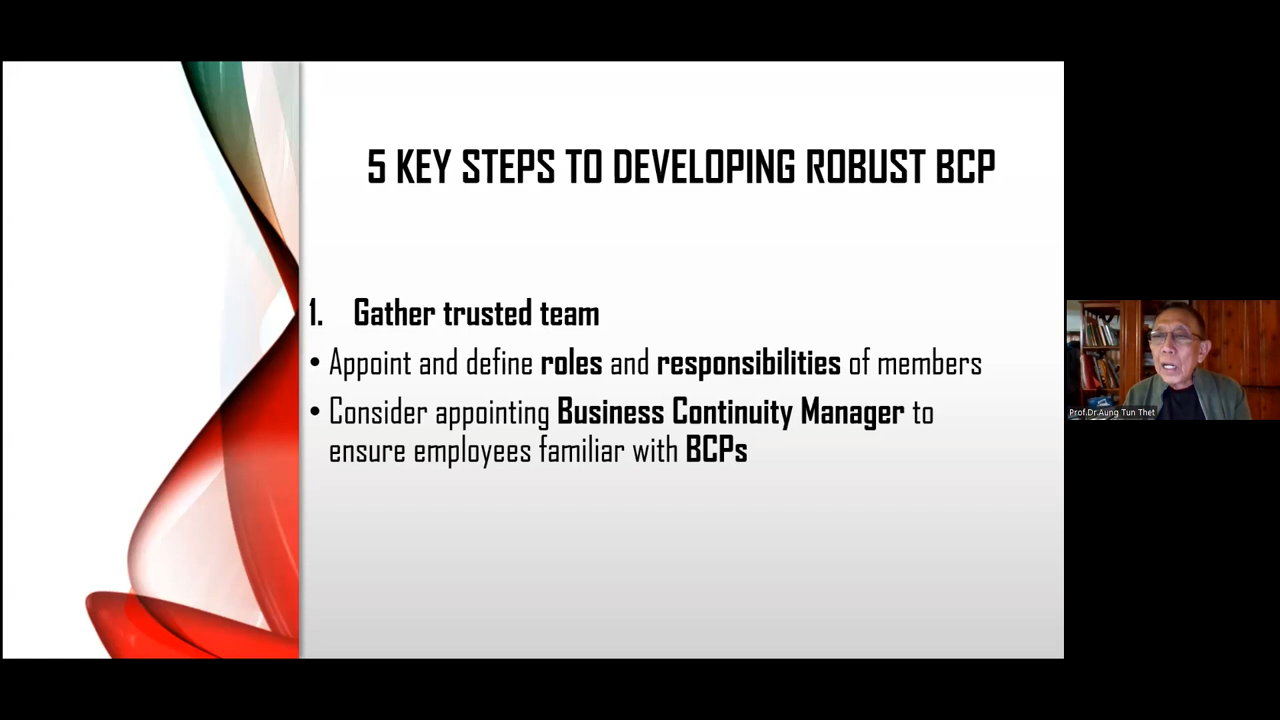 5 KEY STEPS TO DEVELOPING ROBUST BCP
1. Gather trusted team
• Appoint and define roles and responsibilities of members
• Consider appointing Business Continuity Manager to
ensure employees familiar with BCPs
Prof.Dr.Aung Tun Thet